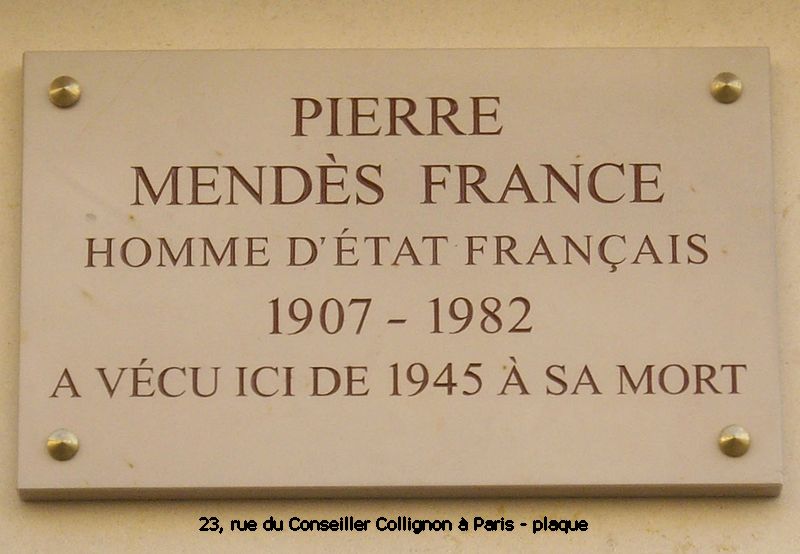 PIERRE
MENDÈS FRANCE
HOMME D'ÉTAT FRANÇAIS
1907 - 1982
A VÉCU ICI DE 1945 À SA MORT
23, rue du Conseiller Collignon à Paris - plaque